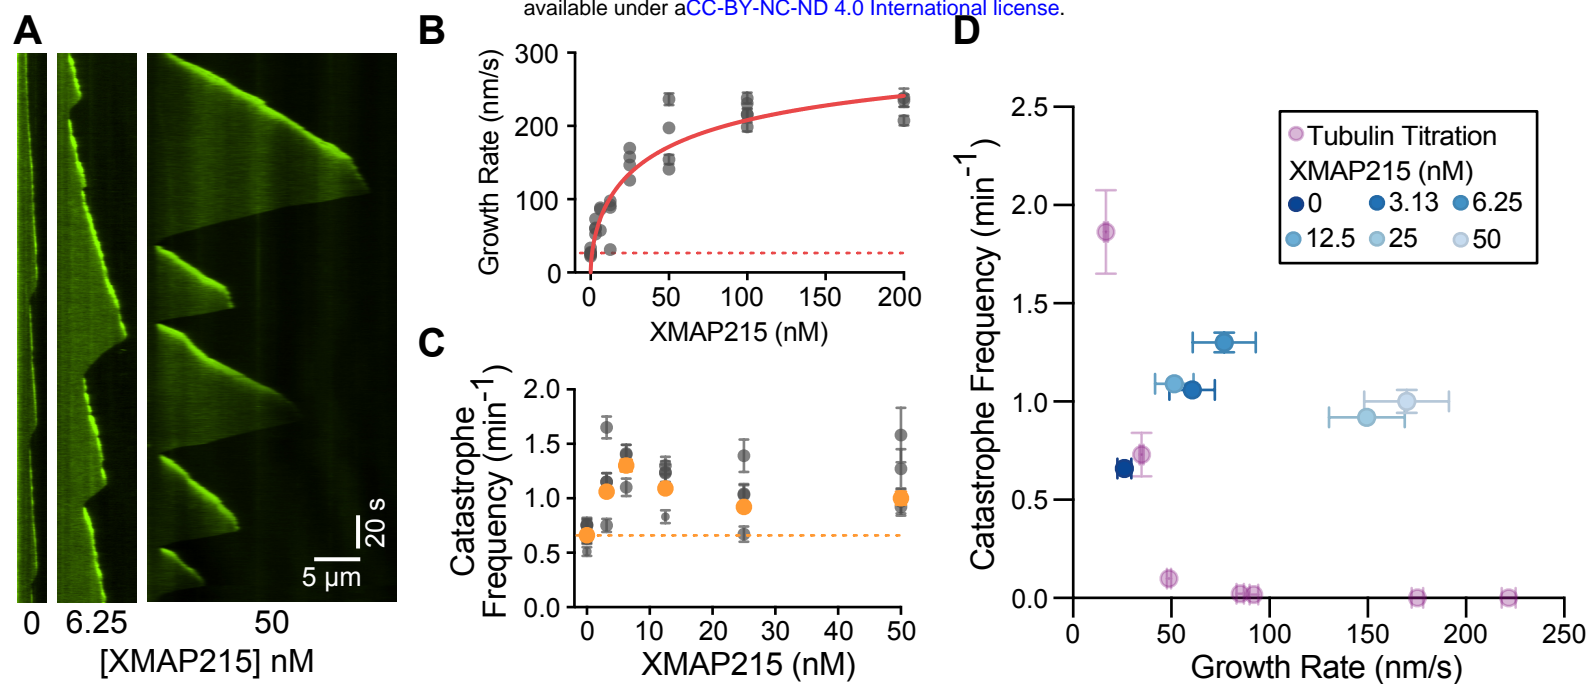 available under aCC-BY-NC-ND 4.0 International license.
A
20 s
5 µm
0 6.25 50
[XMAP215] nM
B
Growth Rate (nm/s)
300
200
100
0
0 50 100 150 200
XMAP215 (nM)
C
Catastrophe
Frequency (min⁻¹)
2.0
1.5
1.0
0.5
0.0
0 10 20 30 40 50
XMAP215 (nM)
D
Catastrophe Frequency (min⁻¹)
2.5
2.0
1.5
1.0
0.5
0.0
0 50 100 150 200 250
Growth Rate (nm/s)
Tubulin Titration
XMAP215 (nM)
0 3.13 6.25
12.5 25 50